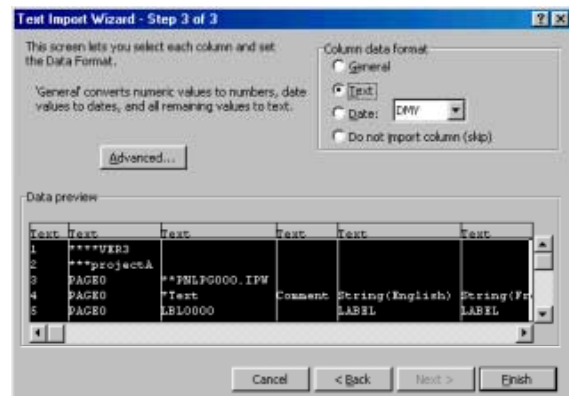 Text Import Wizard - Step 3 of 3
This screen lets you select each column and set
the Data Format.
'General' converts numeric values to numbers, date
values to dates, and all remaining values to text.
Advanced...
Column data format
General
Text
Date: DMY
Do not import column (skip)
Data preview
Text Text Text Text Text Text
1 ****VER3
2 ***projectA
3 PAGE0 **PNLPG000.IPW
4 PAGE0 *Text Comment String(English) String(Fr
5 PAGE0 LBL0000 LABEL LABEL
Cancel < Back Next > Finish